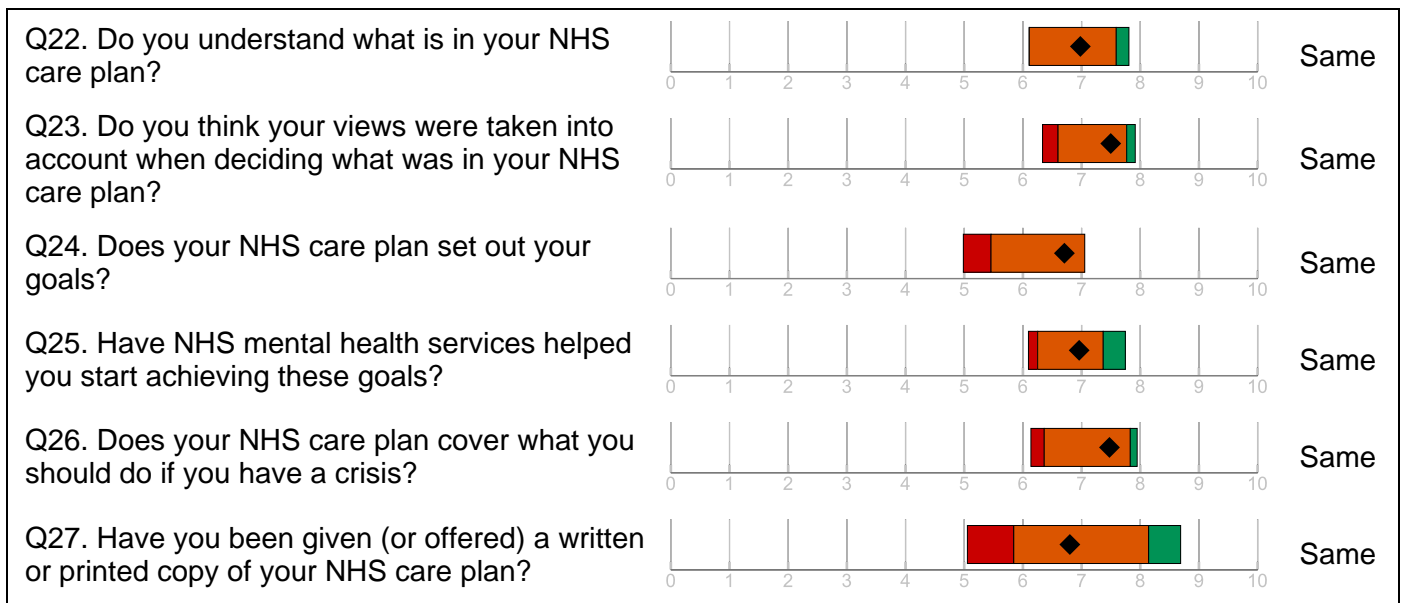 Q22. Do you understand what is in your NHS
care plan?
Same
0 1 2 3 4 5 6 7 8 9 10
Q23. Do you think your views were taken into
account when deciding what was in your NHS
care plan?
Same
0 1 2 3 4 5 6 7 8 9 10
Q24. Does your NHS care plan set out your
goals?
Same
0 1 2 3 4 5 6 7 8 9 10
Q25. Have NHS mental health services helped
you start achieving these goals?
Same
0 1 2 3 4 5 6 7 8 9 10
Q26. Does your NHS care plan cover what you
should do if you have a crisis?
Same
0 1 2 3 4 5 6 7 8 9 10
Q27. Have you been given (or offered) a written
or printed copy of your NHS care plan?
Same
0 1 2 3 4 5 6 7 8 9 10